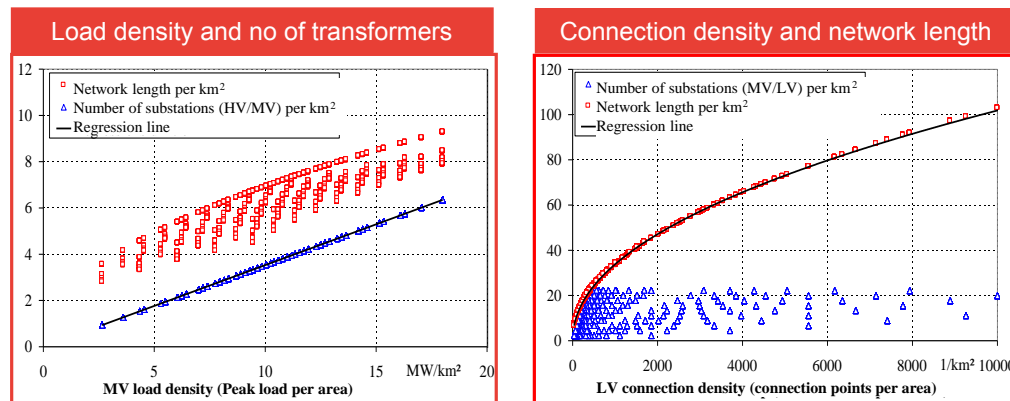 Load density and no of transformers
12
10
8
6
4
2
0
Network length per km²
Number of substations (HV/MV) per km²
Regression line
0
5
10
15
MW/km²
20
MV load density (Peak load per area)
Connection density and network length
120
100
80
60
40
20
0
Number of substations (MV/LV) per km²
Network length per km²
Regression line
0
2000
4000
6000
8000
1/km²
10000
LV connection density (connection points per area)